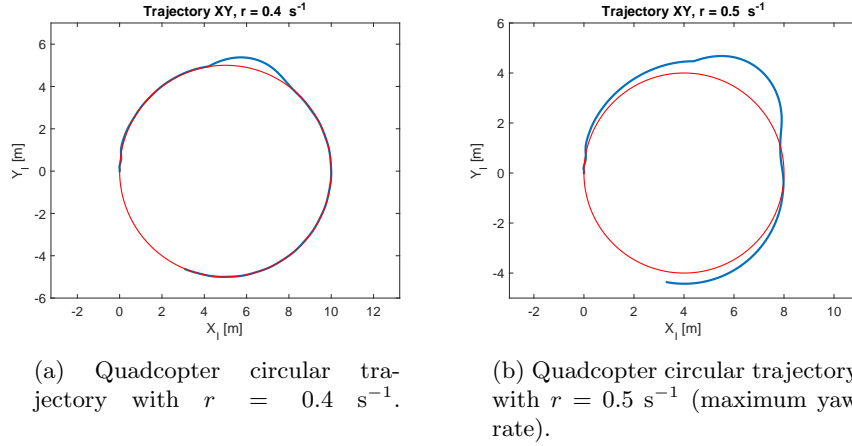 Trajectory XY, r = 0.4 s⁻¹
6
4
2
0
-2
-4
-6
Y_I [m]
-2 0 2 4 6 8 10 12
X_I [m]
(a) Quadcopter circular tra-
jectory with r = 0.4 s⁻¹.
Trajectory XY, r = 0.5 s⁻¹
6
4
2
0
-2
-4
Y_I [m]
-2 0 2 4 6 8 10
X_I [m]
(b) Quadcopter circular trajectory
with r = 0.5 s⁻¹ (maximum yaw
rate).